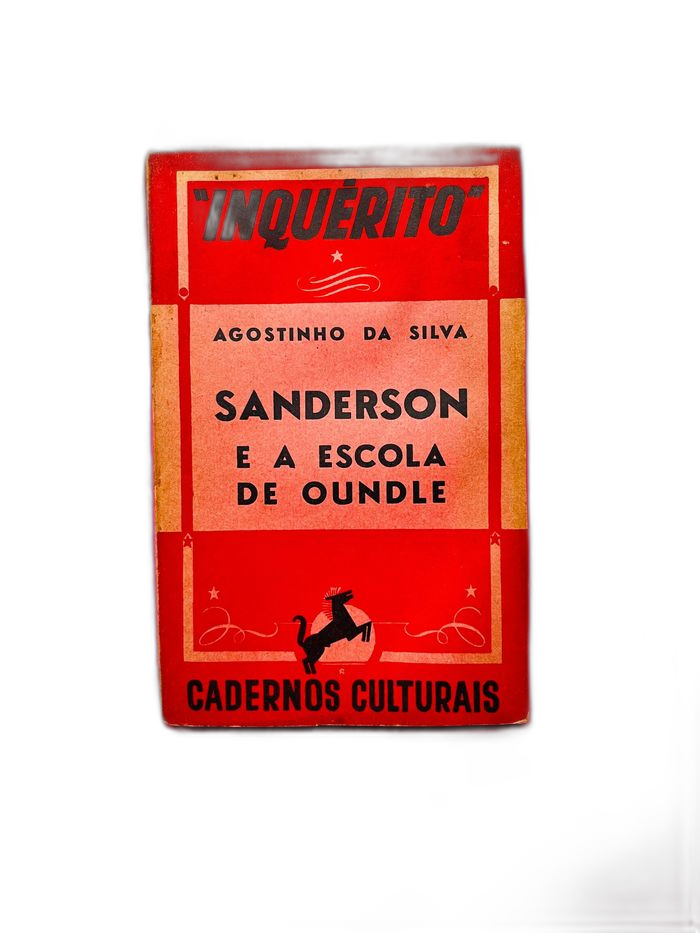 "INQUÉRITO"
AGOSTINHO DA SILVA
SANDERSON
E A ESCOLA
DE OUNDLE
CADERNOS CULTURAIS